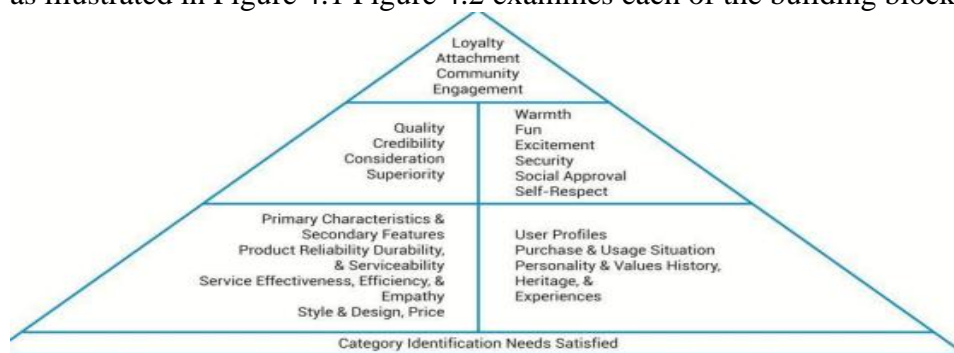 as illustrated in Figure 4.1 Figure 4.2 examines each of the building block
Loyalty
Attachment
Community
Engagement
Quality
Credibility
Consideration
Superiority
Warmth
Fun
Excitement
Security
Social Approval
Self-Respect
Primary Characteristics &
Secondary Features
Product Reliability Durability,
& Serviceability
Service Effectiveness, Efficiency, &
Empathy
Style & Design, Price
User Profiles
Purchase & Usage Situation
Personality & Values History,
Heritage, &
Experiences
Category Identification Needs Satisfied